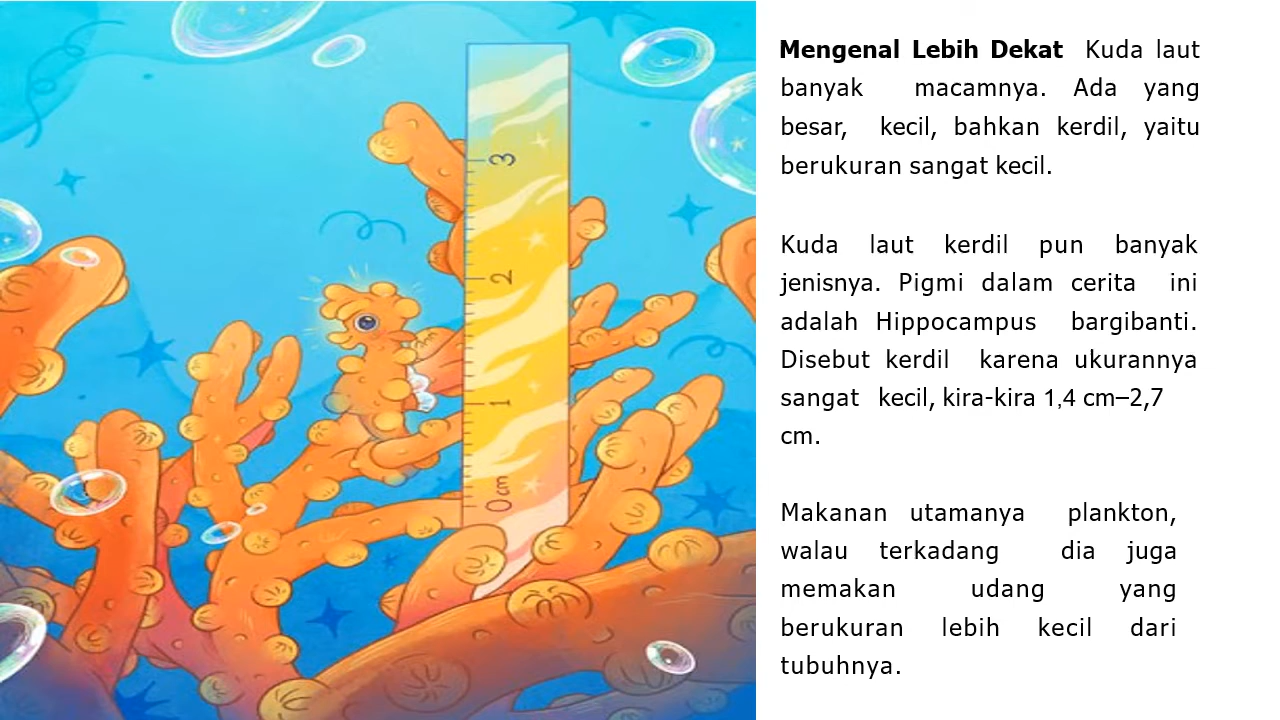 3
2
1
0 cm
Mengenal Lebih Dekat Kuda laut
banyak macamnya. Ada yang
besar, kecil, bahkan kerdil, yaitu
berukuran sangat kecil.
Kuda laut kerdil pun banyak
jenisnya. Pigmi dalam cerita ini
adalah Hippocampus bargibanti.
Disebut kerdil karena ukurannya
sangat kecil, kira-kira 1,4 cm–2,7
cm.
Makanan utamanya plankton,
walau terkadang dia juga
memakan udang yang
berukuran lebih kecil dari
tubuhnya.